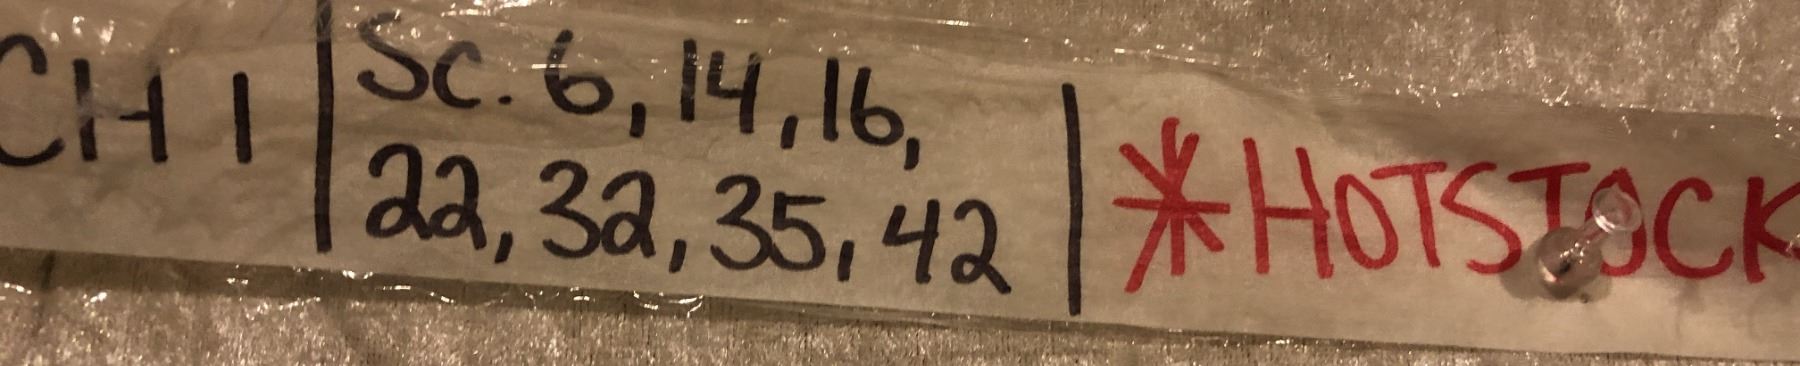 CH 1
Sc. 6, 14, 16,
22, 32, 35, 42
*HOTSTOCK